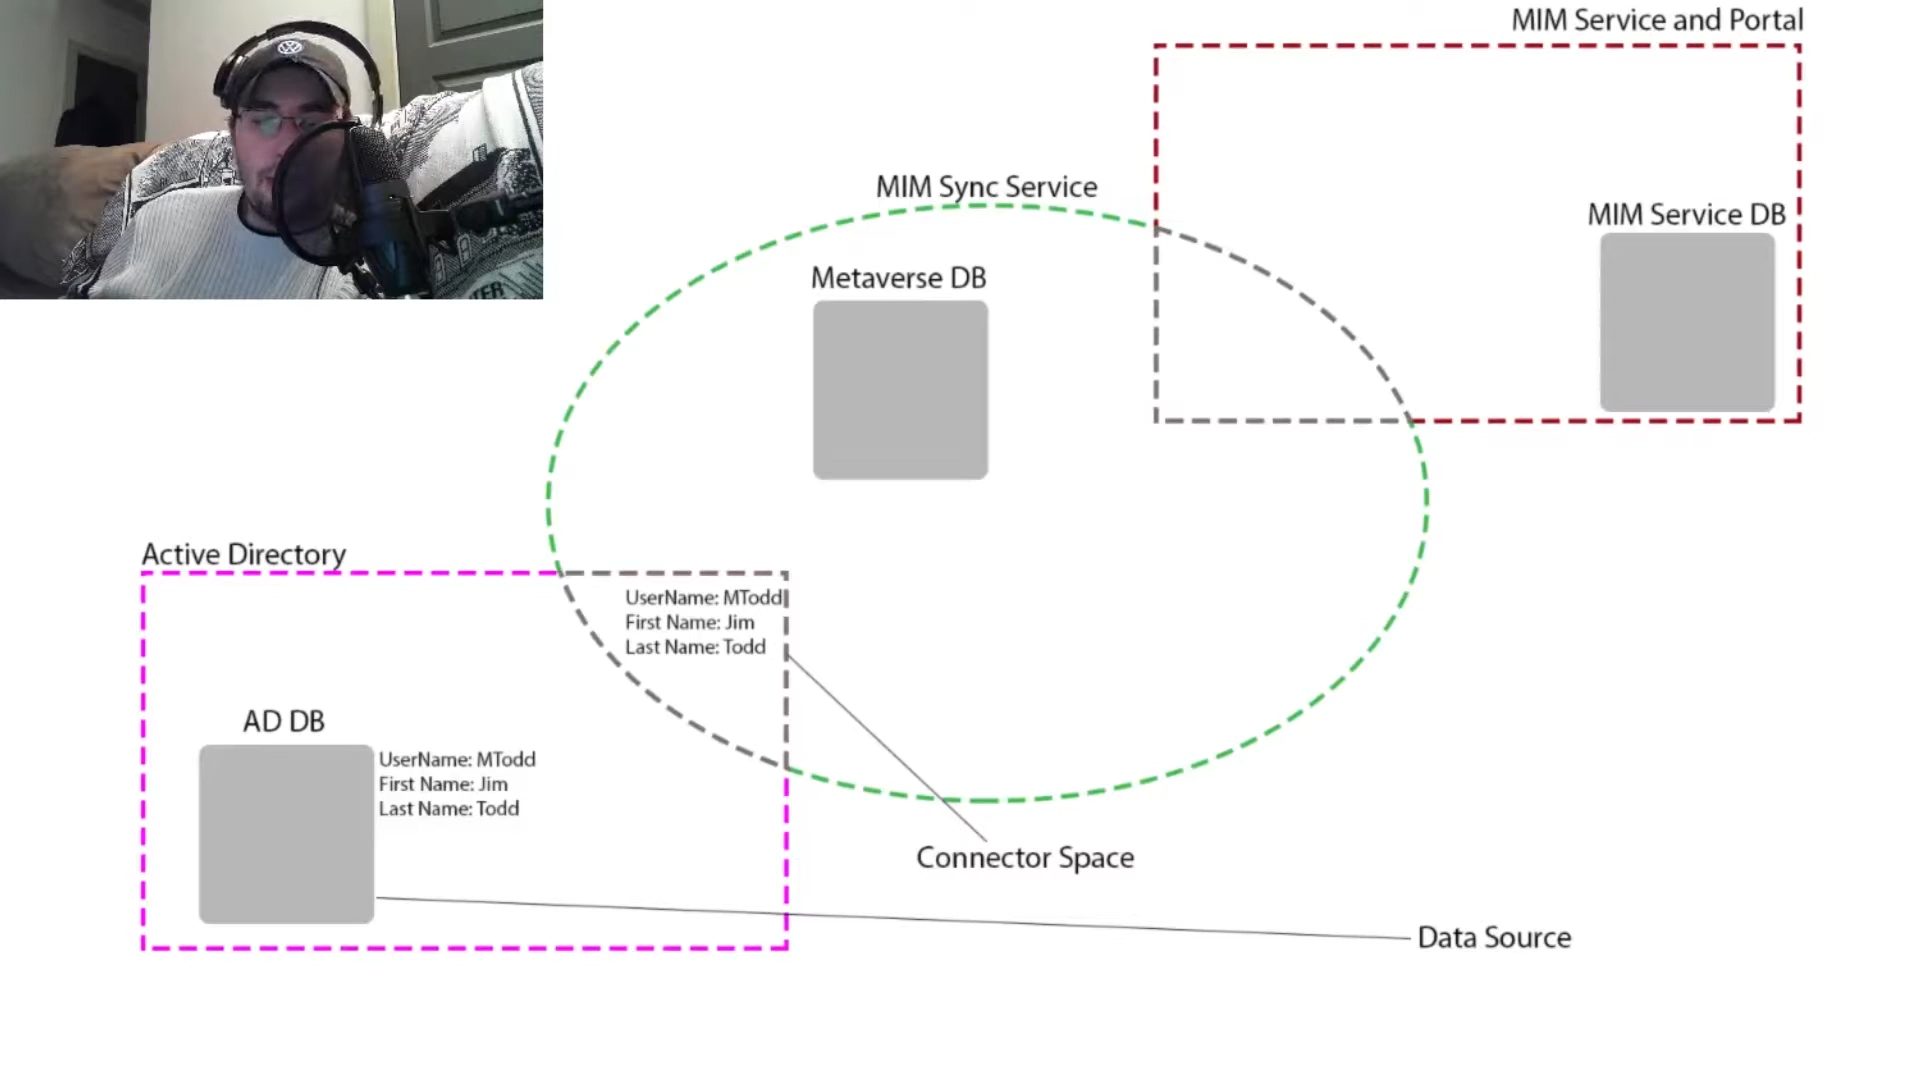 MIM Service and Portal
MIM Sync Service
MIM Service DB
Metaverse DB
Active Directory
UserName: MTodd
First Name: Jim
Last Name: Todd
AD DB
UserName: MTodd
First Name: Jim
Last Name: Todd
Connector Space
Data Source